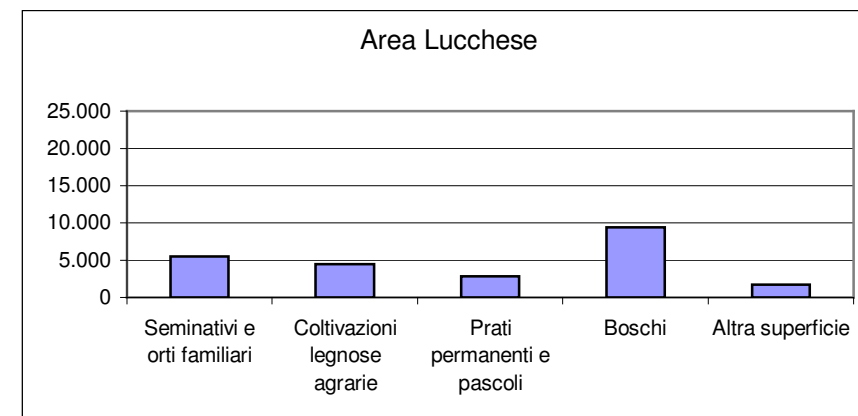 Area Lucchese
25.000
20.000
15.000
10.000
5.000
0
Seminativi e
orti familiari
Coltivazioni
legnose
agrarie
Prati
permanenti e
pascoli
Boschi
Altra superficie